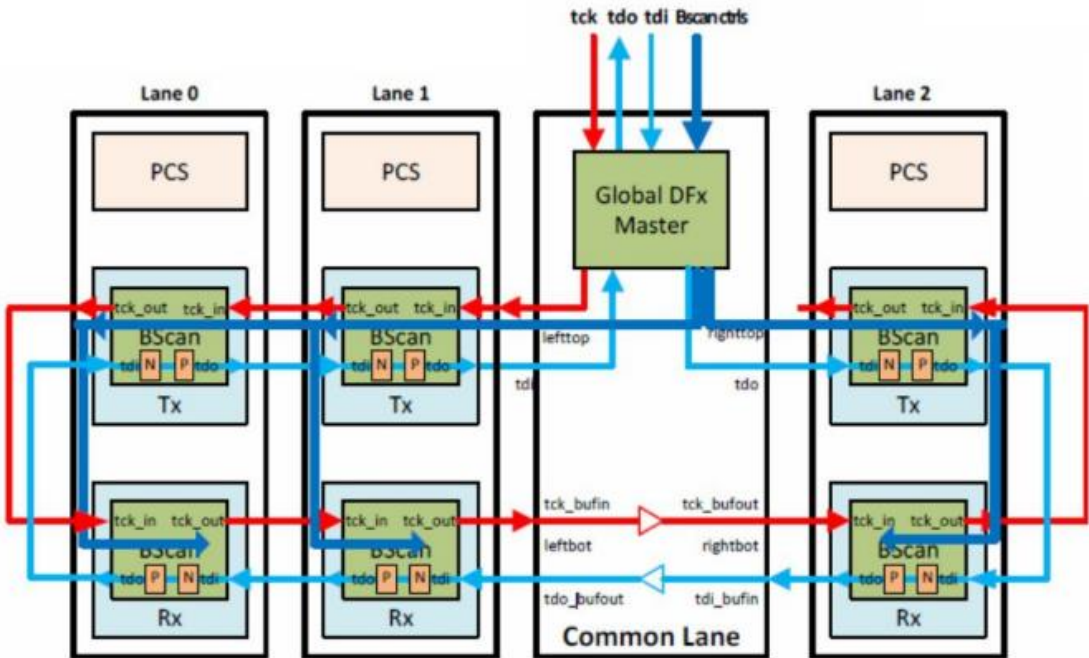 tck tdo tdi Bscan ctrls
Lane 0
Lane 1
Lane 2
PCS
PCS
PCS
Global DFx
Master
tck_out tck_in
tck_out tck_in
tck_out tck_in
BScan
BScan
lefttop
righttop
BScan
tdi N P tdo
tdi N P tdo
tdi N P tdo
tdi
tdo
Tx
Tx
Tx
tck_bufin
tck_bufout
tck_in tck_out
tck_in tck_out
tck_in tck_out
leftbot
rightbot
BScan
BScan
BScan
tdo P N tdi
tdo P N tdi
tdo P N tdi
tdo_bufout
tdi_bufin
Rx
Rx
Rx
Common Lane